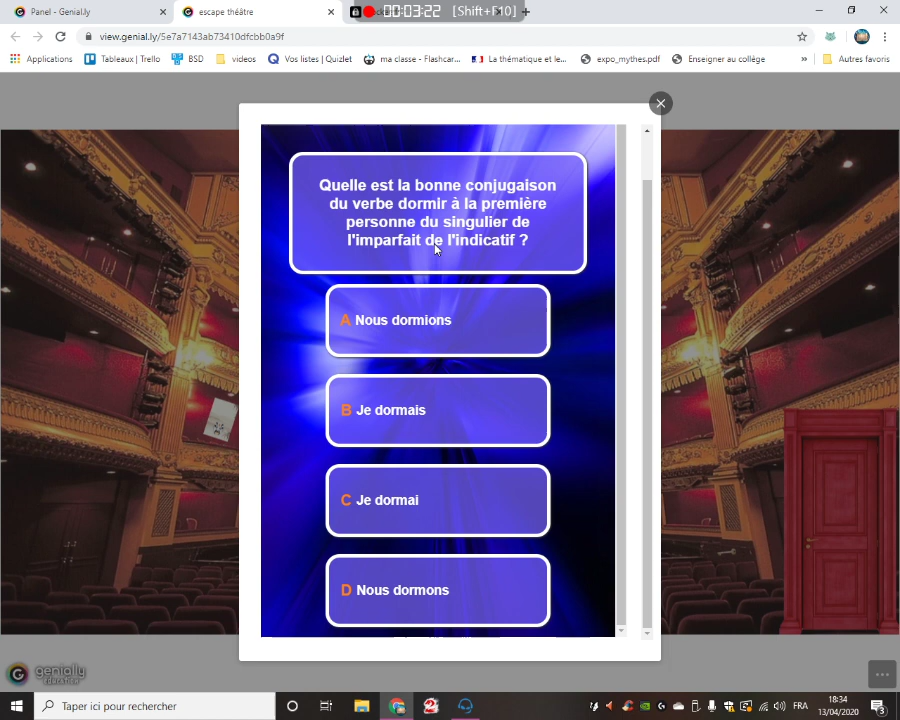 Panel - Genial.ly
escape théâtre
00:03:22 [Shift+F10]
view.genial.ly/5e7a7143ab73410dfcbb0a9f
Applications
Tableaux | Trello
BSD
videos
Vos listes | Quizlet
ma classe - Flashcar...
La thématique et le...
expo_mythes.pdf
Enseigner au collège
»
Autres favoris
Quelle est la bonne conjugaison
du verbe dormir à la première
personne du singulier de
l'imparfait de l'indicatif ?
A Nous dormions
B Je dormais
C Je dormai
D Nous dormons
genially
ÉDUCATION
Taper ici pour rechercher
FRA
18:34
13/04/2020
3